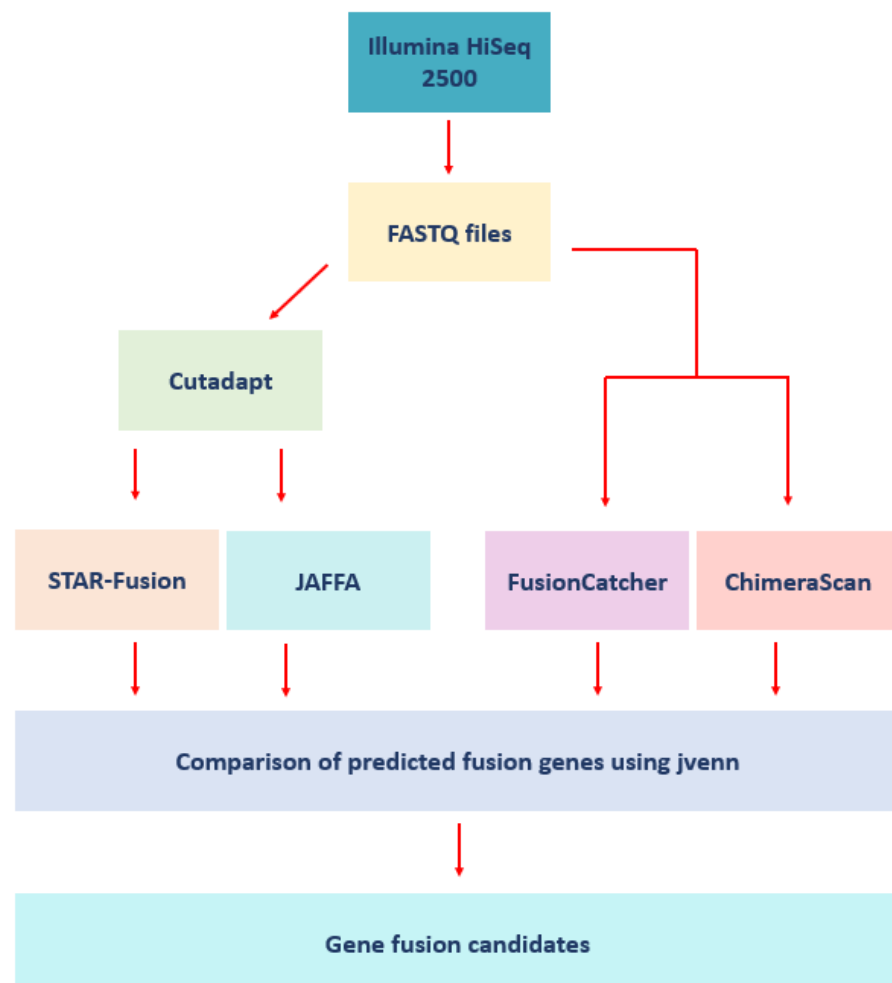 Illumina HiSeq
2500
FASTQ files
Cutadapt
STAR-Fusion
JAFFA
FusionCatcher
ChimeraScan
Comparison of predicted fusion genes using jvenn
Gene fusion candidates